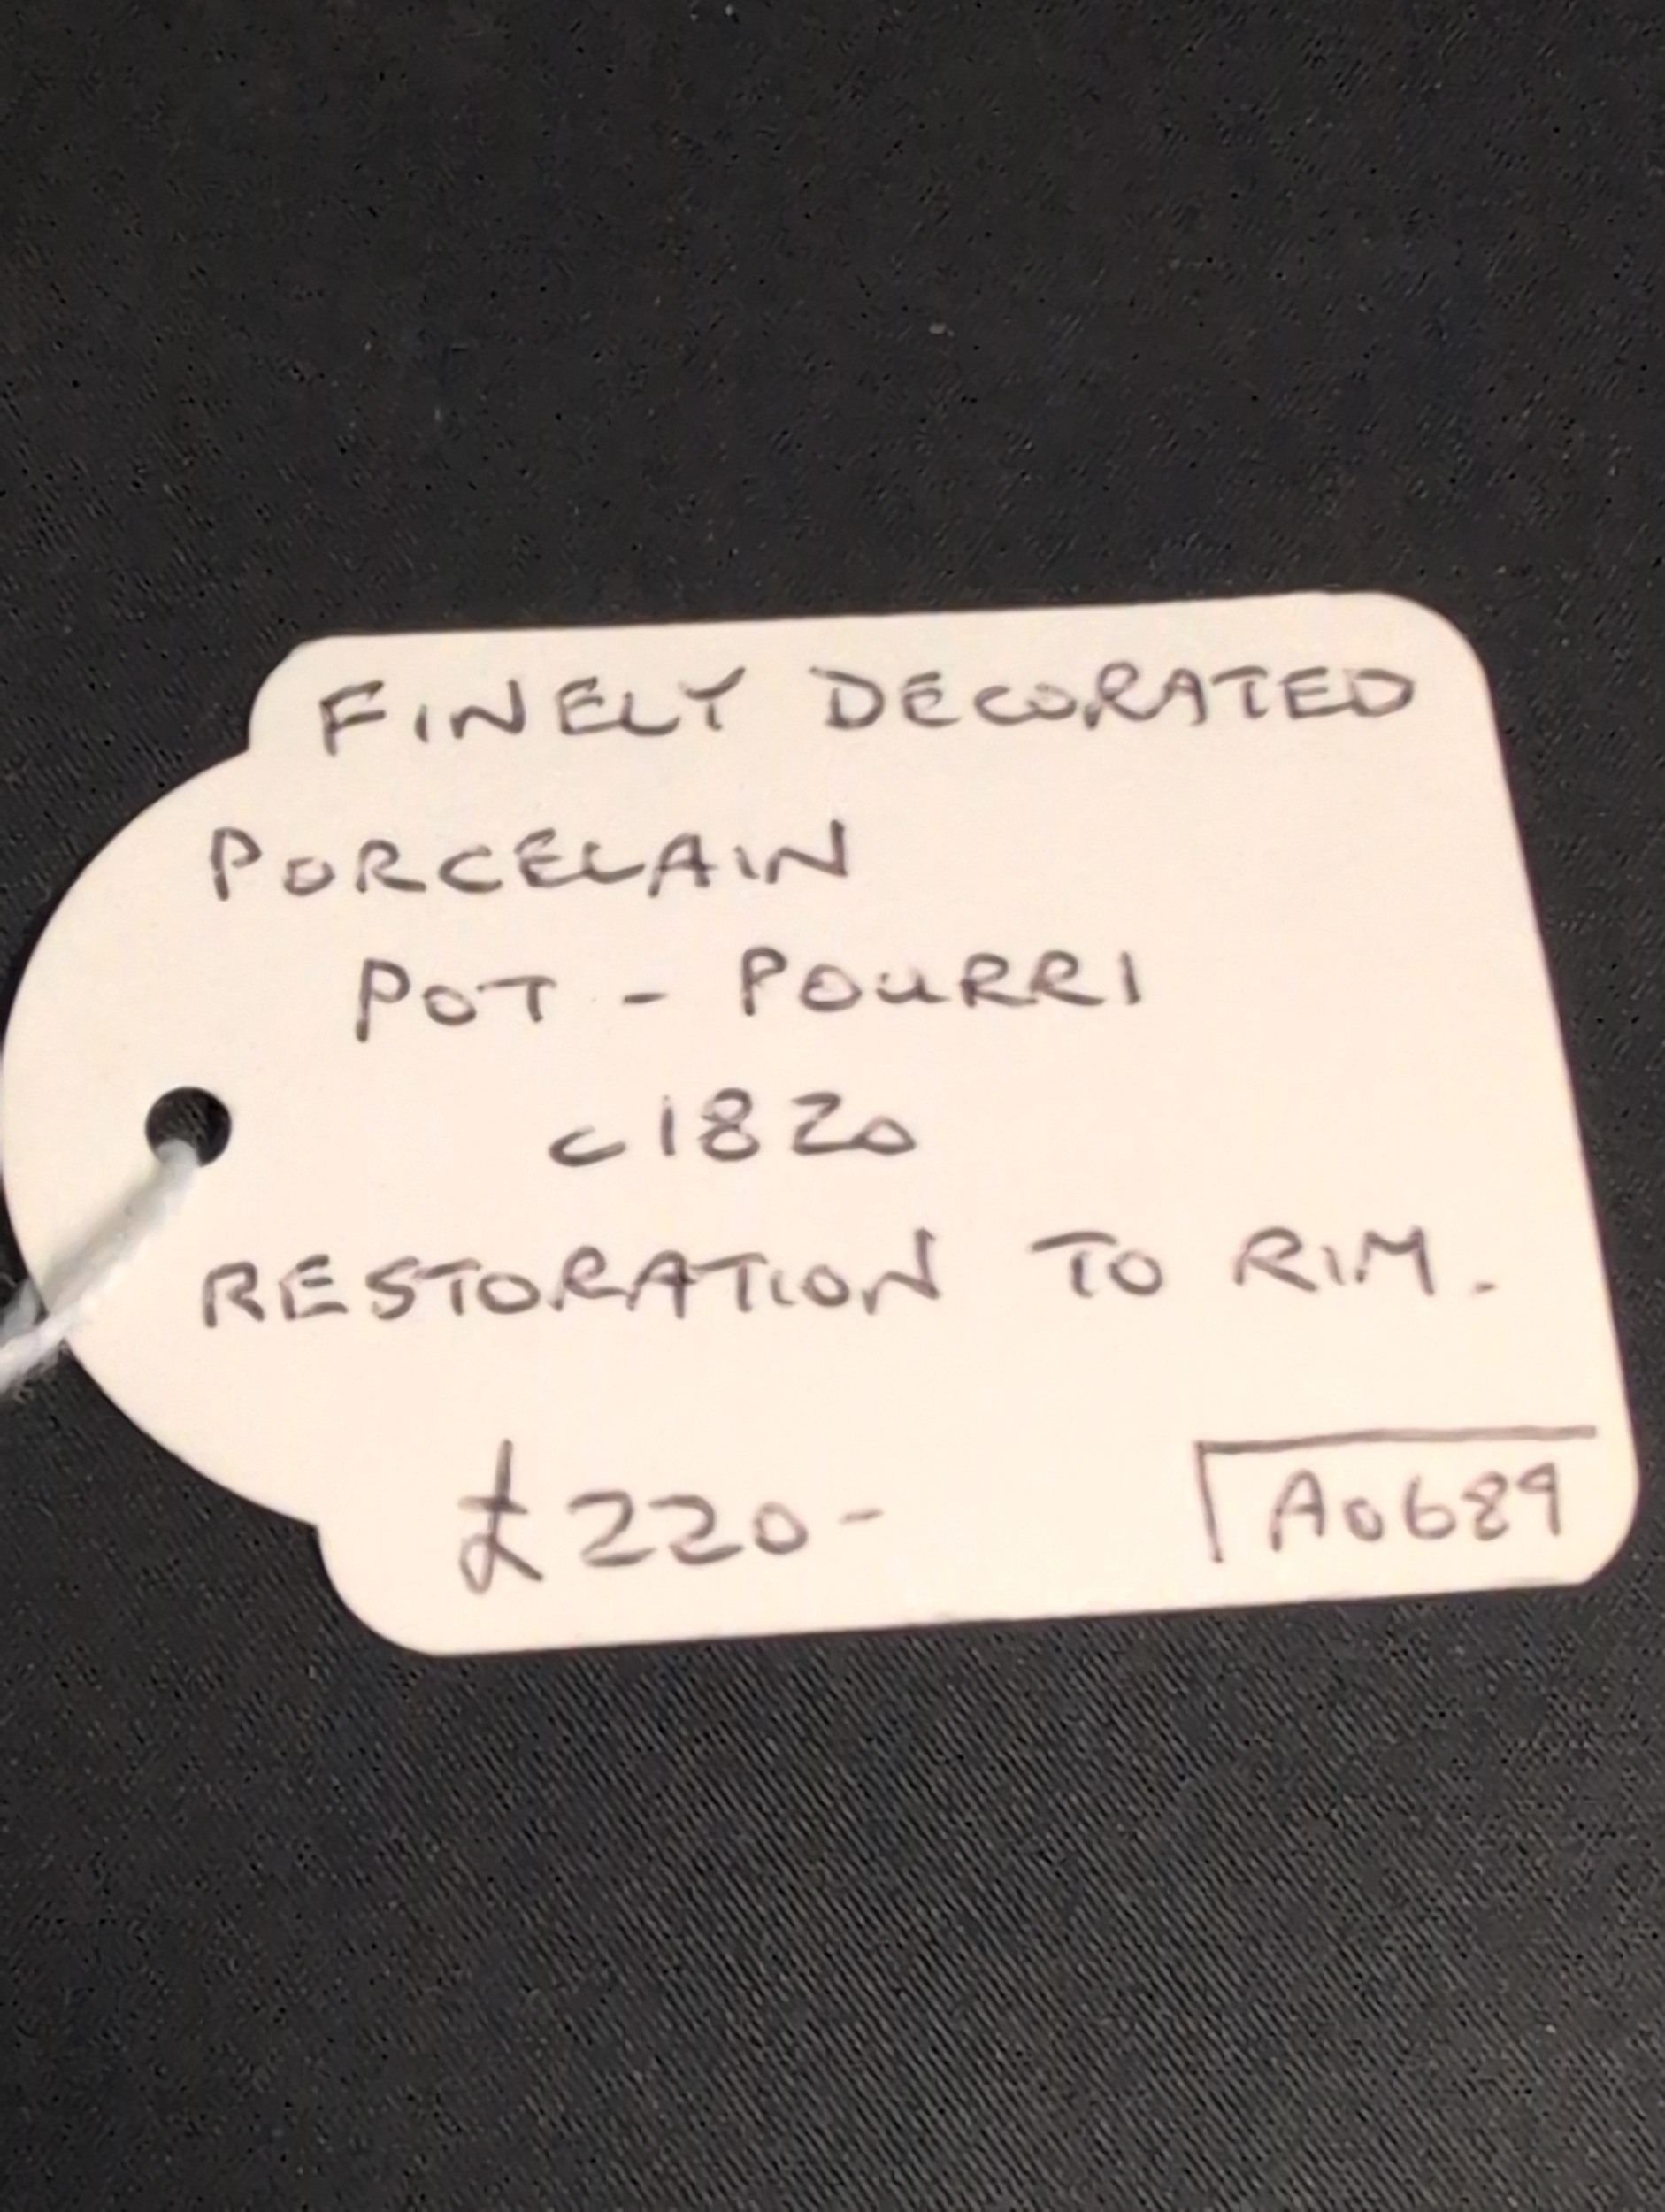 FINELY DECORATED
PORCELAIN
POT - POURRI
c1820
RESTORATION TO RIM.
£220-
A0689